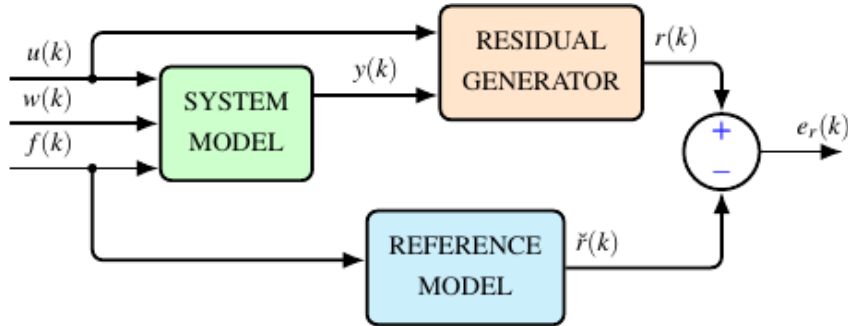 u(k)
w(k)
f(k)
SYSTEM
MODEL
y(k)
RESIDUAL
GENERATOR
r(k)
+
−
e_r(k)
REFERENCE
MODEL
ř(k)